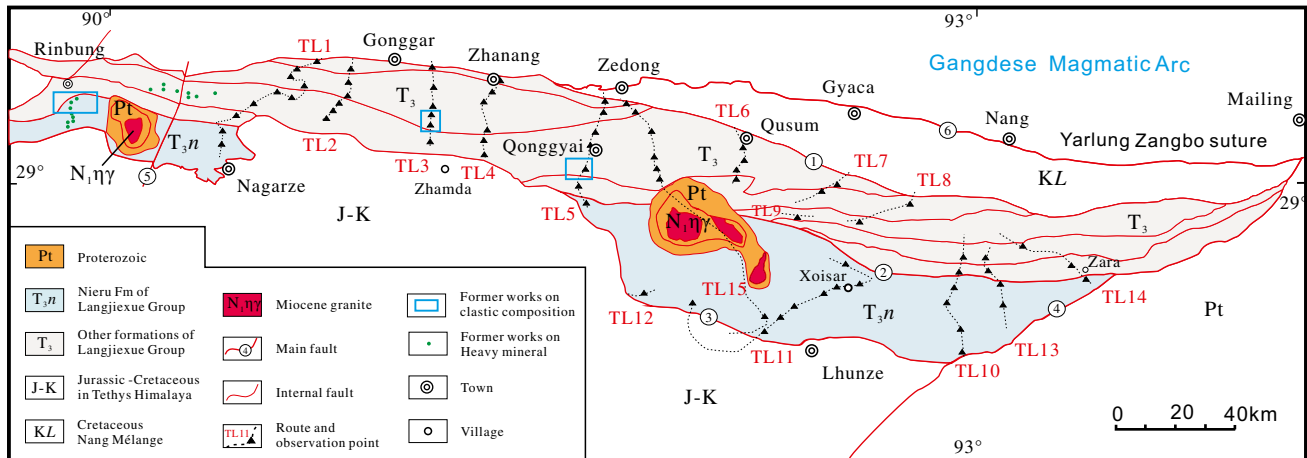 90°
93°
Rinbung
TL1
Gonggar
Zhanang
Zedong
Gangdese Magmatic Arc
Gyaca
Mailing
Pt
T₃
TL6
Qusum
⑥
Nang
Yarlung Zangbo suture
T₃n
TL2
Qonggyai
T₃
①
TL7
N₁ηγ
⑤
TL3
TL4
29°
Nagarze
Zhamda
Pt
TL8
KL
29°
J-K
TL5
N₁ηγ
TL9
T₃
Xoisar
②
Zara
TL15
TL14
TL12
③
T₃n
④
Pt
TL11
TL13
Lhunze
TL10
J-K
93°
0 20 40km
Pt Proterozoic
T₃n Nieru Fm of
Langjiexue Group
T₃ Other formations of
Langjiexue Group
J-K Jurassic -Cretaceous
in Tethys Himalaya
KL Cretaceous
Nang Mélange
N₁ηγ Miocene granite
④ Main fault
Internal fault
TL11 Route and
observation point
Former works on
clastic composition
Former works on
Heavy mineral
Town
Village